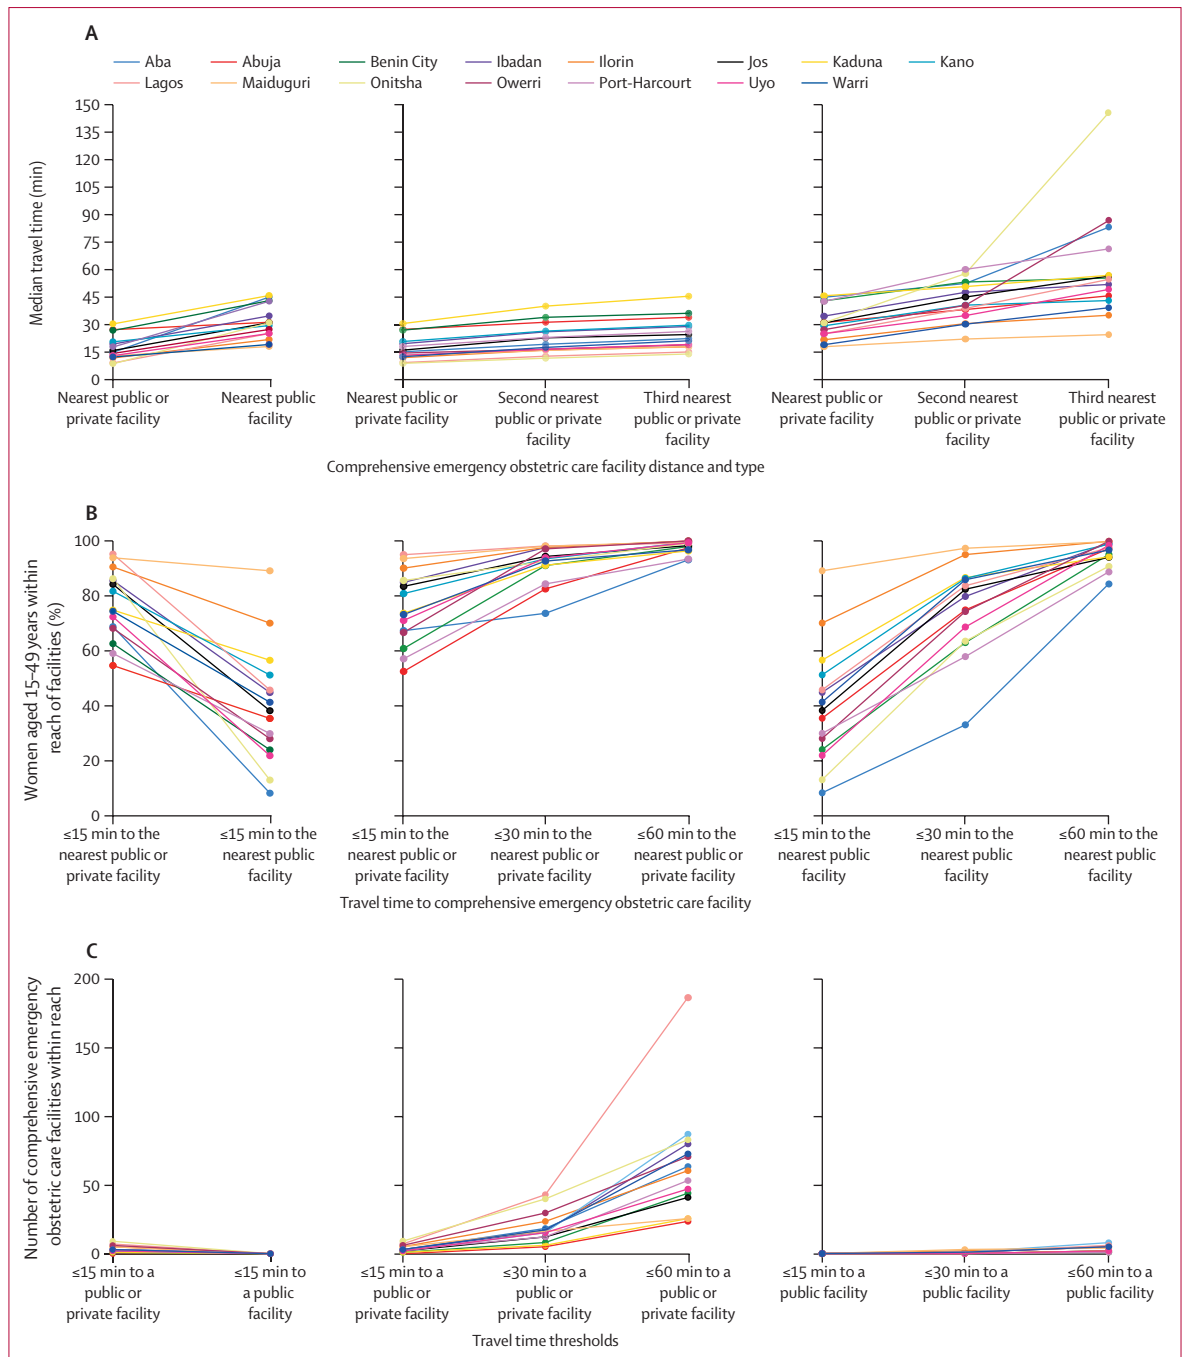 A
Aba Abuja Benin City Ibadan Ilorin Jos Kaduna Kano
Lagos Maiduguri Onitsha Owerri Port-Harcourt Uyo Warri
Median travel time (min)
150
135
120
105
90
75
60
45
30
15
0
Nearest public or
private facility
Nearest public
facility
Nearest public or
private facility
Second nearest
public or private
facility
Third nearest
public or private
facility
Nearest public or
private facility
Second nearest
public or private
facility
Third nearest
public or private
facility
Comprehensive emergency obstetric care facility distance and type
B
Women aged 15–49 years within
reach of facilities (%)
100
80
60
40
20
0
≤15 min to the
nearest public or
private facility
≤15 min to the
nearest public
facility
≤15 min to the
nearest public or
private facility
≤30 min to the
nearest public or
private facility
≤60 min to the
nearest public or
private facility
≤15 min to the
nearest public
facility
≤30 min to the
nearest public
facility
≤60 min to the
nearest public
facility
Travel time to comprehensive emergency obstetric care facility
C
Number of comprehensive emergency
obstetric care facilities within reach
200
150
100
50
0
≤15 min to a
public or
private facility
≤15 min to
a public
facility
≤15 min to a
public or
private facility
≤30 min to a
public or
private facility
≤60 min to a
public or
private facility
≤15 min to a
public facility
≤30 min to a
public facility
≤60 min to a
public facility
Travel time thresholds